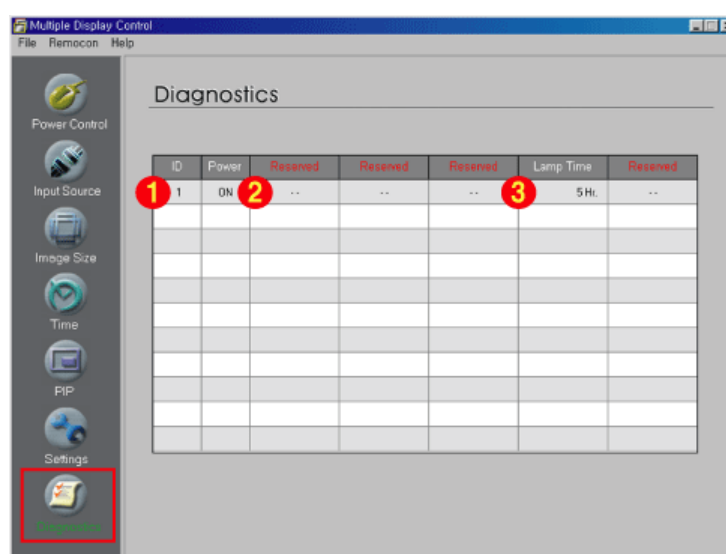 Multiple Display Control
File Remocon Help
Diagnostics
Power Control
Input Source
Image Size
Time
PIP
Settings
Diagnostics
ID Power Reserved Reserved Reserved Lamp Time Reserved
1 1 ON 2 -- -- -- 3 5 Hr. --